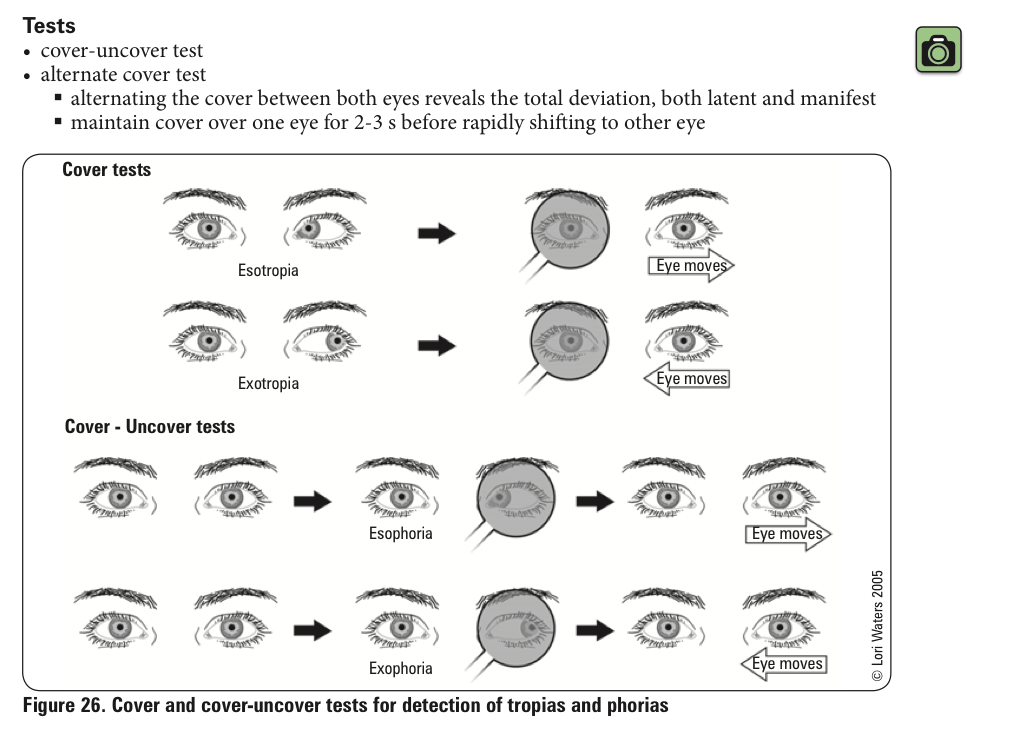 Tests
• cover-uncover test
• alternate cover test
▪ alternating the cover between both eyes reveals the total deviation, both latent and manifest
▪ maintain cover over one eye for 2-3 s before rapidly shifting to other eye
Cover tests
Esotropia
Eye moves
Exotropia
Eye moves
Cover - Uncover tests
Esophoria
Eye moves
Exophoria
Eye moves
© Lori Waters 2005
Figure 26. Cover and cover-uncover tests for detection of tropias and phorias